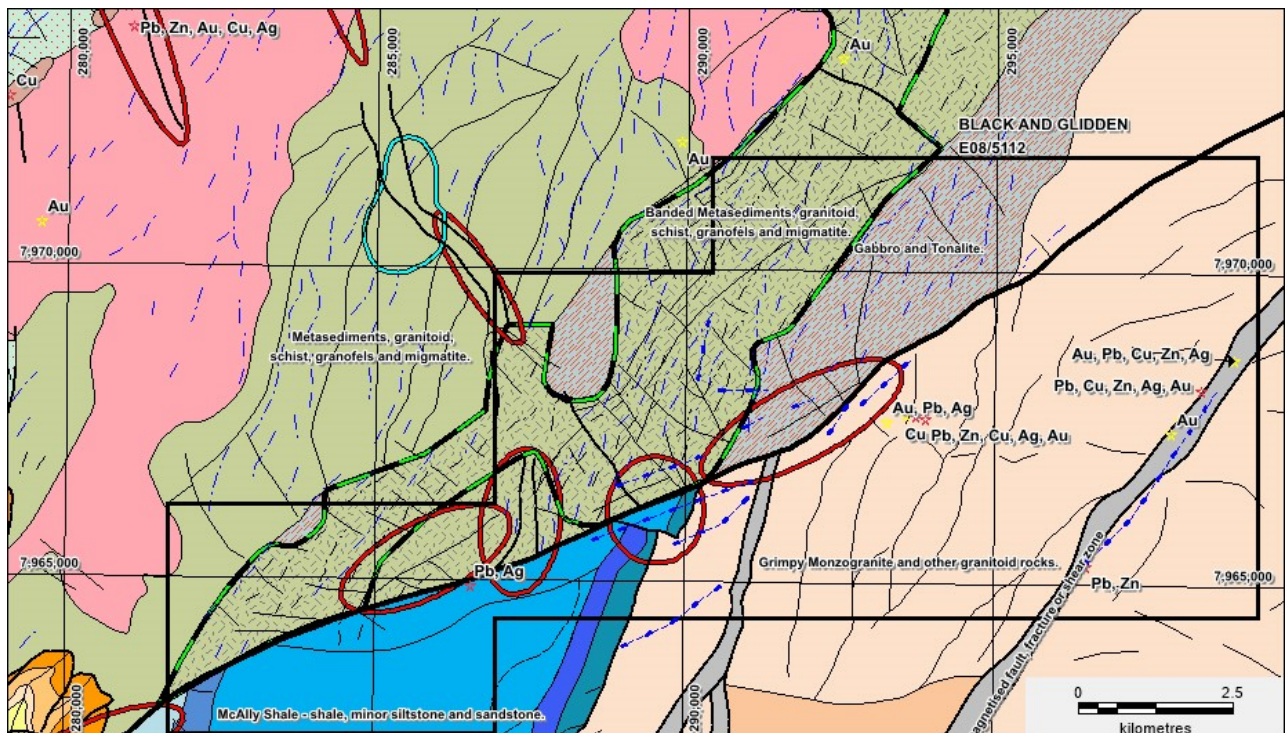 Pb, Zn, Au, Cu, Ag
280,000
285,000
Au
290,000
295,000
Cu
BLACK AND GLIDDEN
E08/5112
Au
Au
Banded Metasediments, granitoid,
schist, granofels and migmatite.
Gabbro and Tonalite.
7,970,000
7,970,000
Metasediments, granitoid,
schist, granofels and migmatite.
Au, Pb, Cu, Zn, Ag
Pb, Cu, Zn, Ag, Au
Au, Pb, Ag
Au
Cu
Pb, Zn, Cu, Ag, Au
Grimpy Monzogranite and other granitoid rocks.
7,965,000
Pb, Ag
7,965,000
Pb, Zn
agnetised fault, fracture or shear zone
280,000
290,000
McAlly Shale - shale, minor siltstone and sandstone.
0
2.5
kilometres